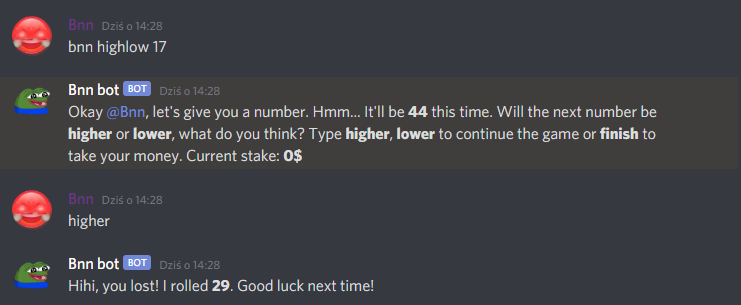 Bnn Dziś o 14:28
bnn highlow 17
Bnn bot BOT Dziś o 14:28
Okay @Bnn, let's give you a number. Hmm... It'll be 44 this time. Will the next number be
higher or lower, what do you think? Type higher, lower to continue the game or finish to
take your money. Current stake: 0$
Bnn Dziś o 14:28
higher
Bnn bot BOT Dziś o 14:28
Hihi, you lost! I rolled 29. Good luck next time!